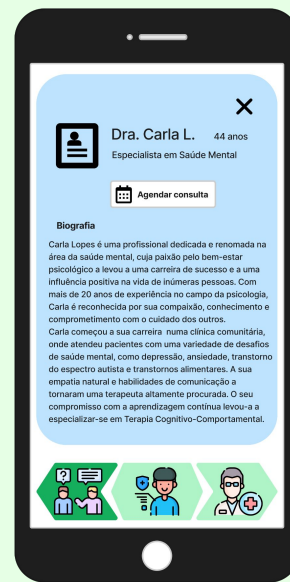 Dra. Carla L. 44 anos
Especialista em Saúde Mental
Agendar consulta
Biografia
Carla Lopes é uma profissional dedicada e renomada na
área da saúde mental, cuja paixão pelo bem-estar
psicológico a levou a uma carreira de sucesso e a uma
influência positiva na vida de inúmeras pessoas. Com
mais de 20 anos de experiência no campo da psicologia,
Carla é reconhecida por sua compaixão, conhecimento e
comprometimento com o cuidado dos outros.
Carla começou a sua carreira numa clínica comunitária,
onde atendeu pacientes com uma variedade de desafios
de saúde mental, como depressão, ansiedade, transtorno
do espectro autista e transtornos alimentares. A sua
empatia natural e habilidades de comunicação a
tornaram uma terapeuta altamente procurada. O seu
compromisso com a aprendizagem contínua levou-a a
especializar-se em Terapia Cognitivo-Comportamental.
?